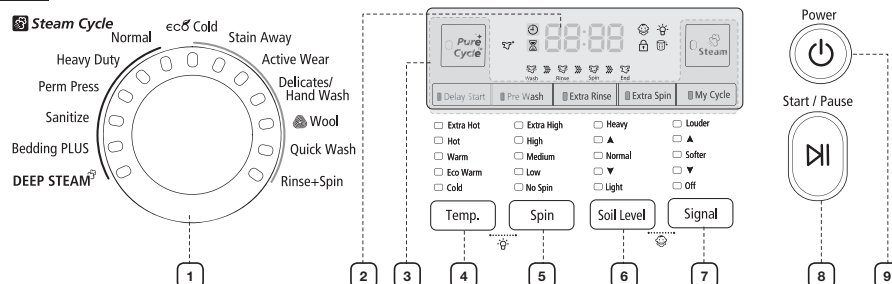 Steam Cycle
Normal
Heavy Duty
Perm Press
Sanitize
Bedding PLUS
DEEP STEAM
eco Cold
Stain Away
Active Wear
Delicates/
Hand Wash
Wool
Quick Wash
Rinse+Spin
Pure
Cycle
88:88
Steam
Wash Rinse Spin End
Delay Start Pre Wash Extra Rinse Extra Spin My Cycle
Extra Hot Extra High Heavy Louder
Hot High ▲ ▲
Warm Medium Normal Softer
Eco Warm Low ▼ ▼
Cold No Spin Light Off
Temp. Spin Soil Level Signal
Power
Start / Pause
1 2 3 4 5 6 7 8 9